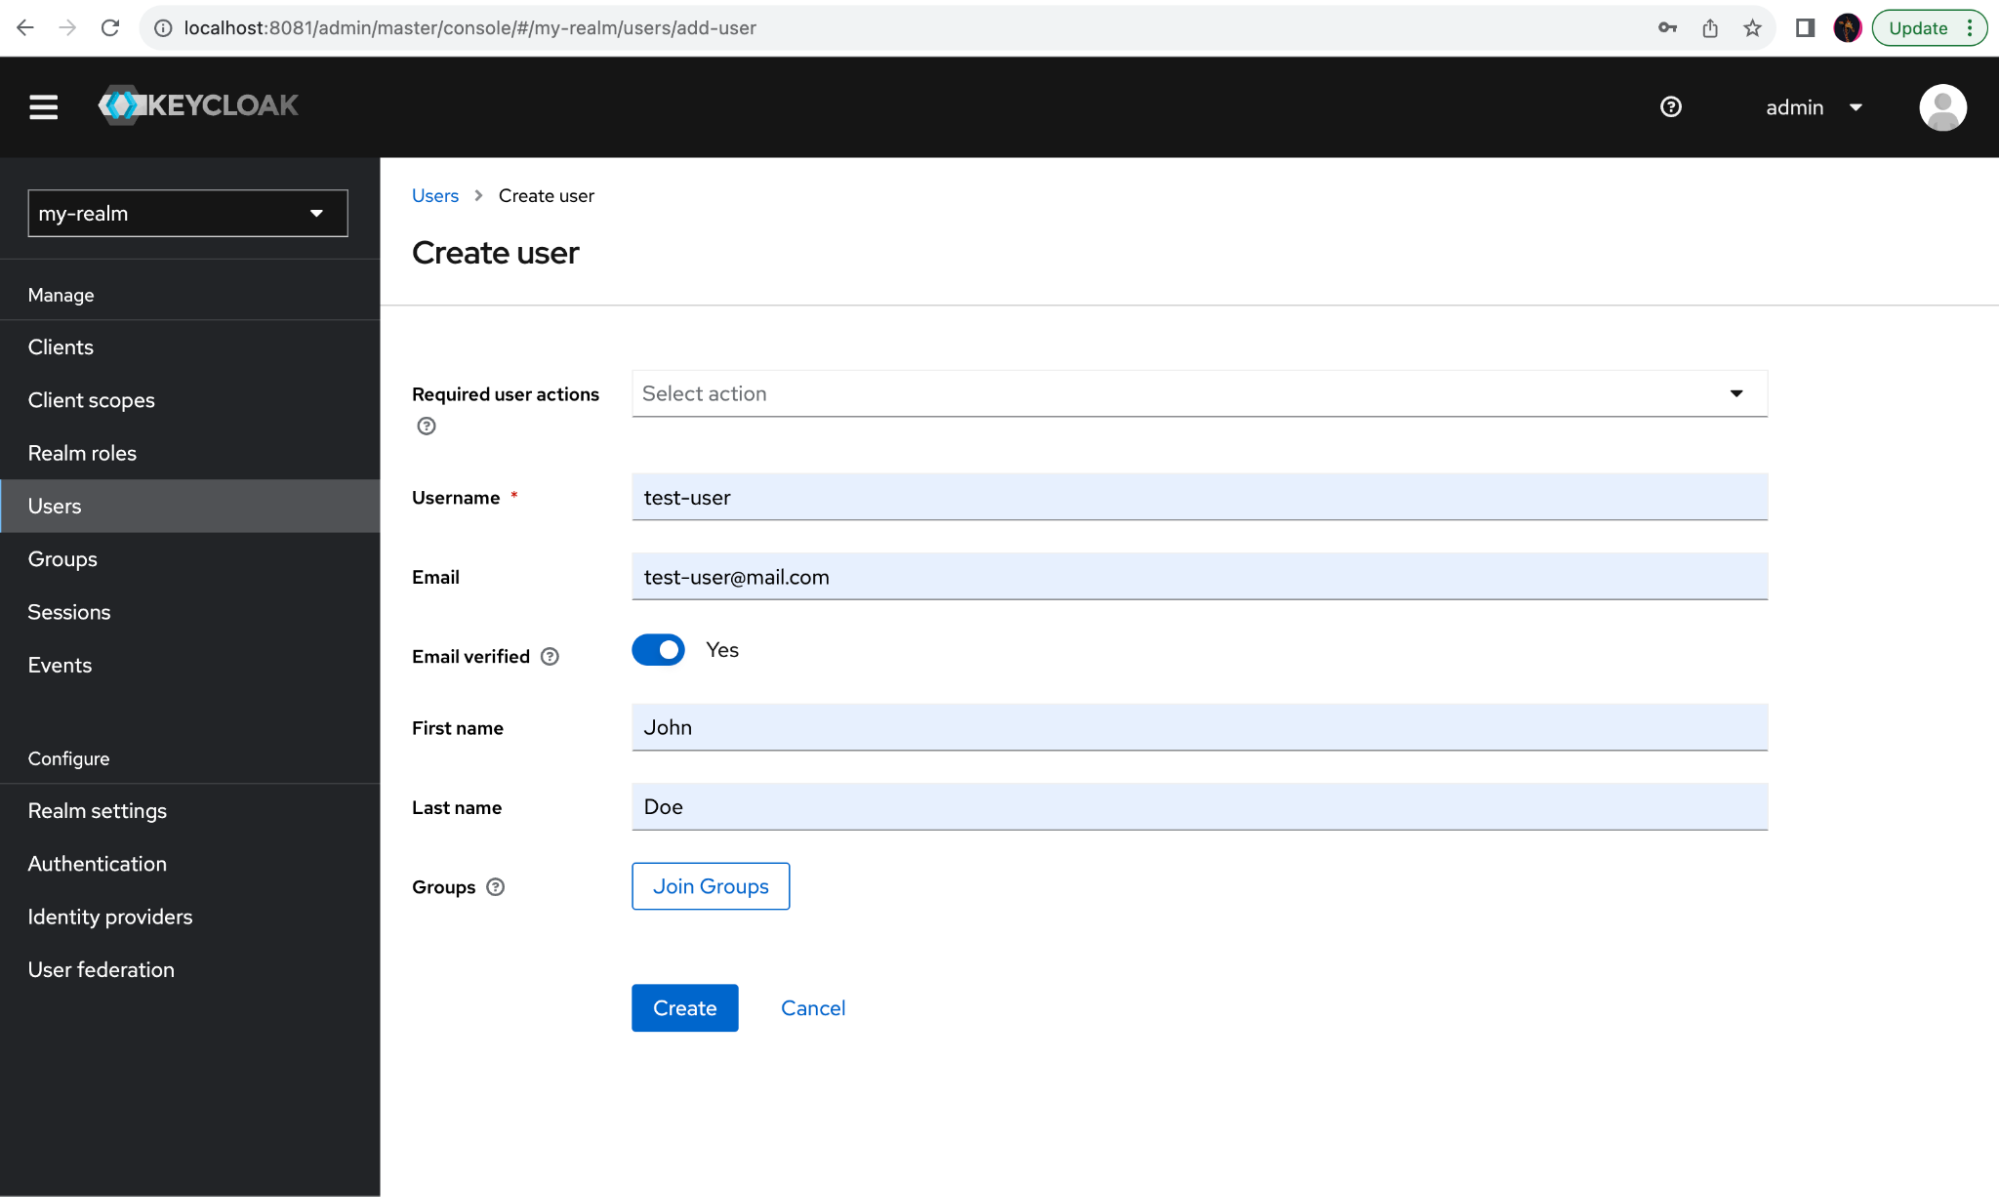 localhost:8081/admin/master/console/#/my-realm/users/add-user
Update
KEYCLOAK
admin
my-realm
Manage
Clients
Client scopes
Realm roles
Users
Groups
Sessions
Events
Configure
Realm settings
Authentication
Identity providers
User federation
Users > Create user
Create user
Required user actions
Select action
Username *
test-user
Email
test-user@mail.com
Email verified
Yes
First name
John
Last name
Doe
Groups
Join Groups
Create
Cancel